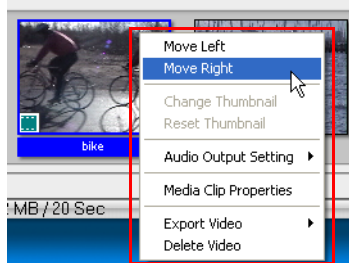 Move Left
Move Right
Change Thumbnail
Reset Thumbnail
Audio Output Setting
Media Clip Properties
Export Video
Delete Video
bike
MB / 20 Sec